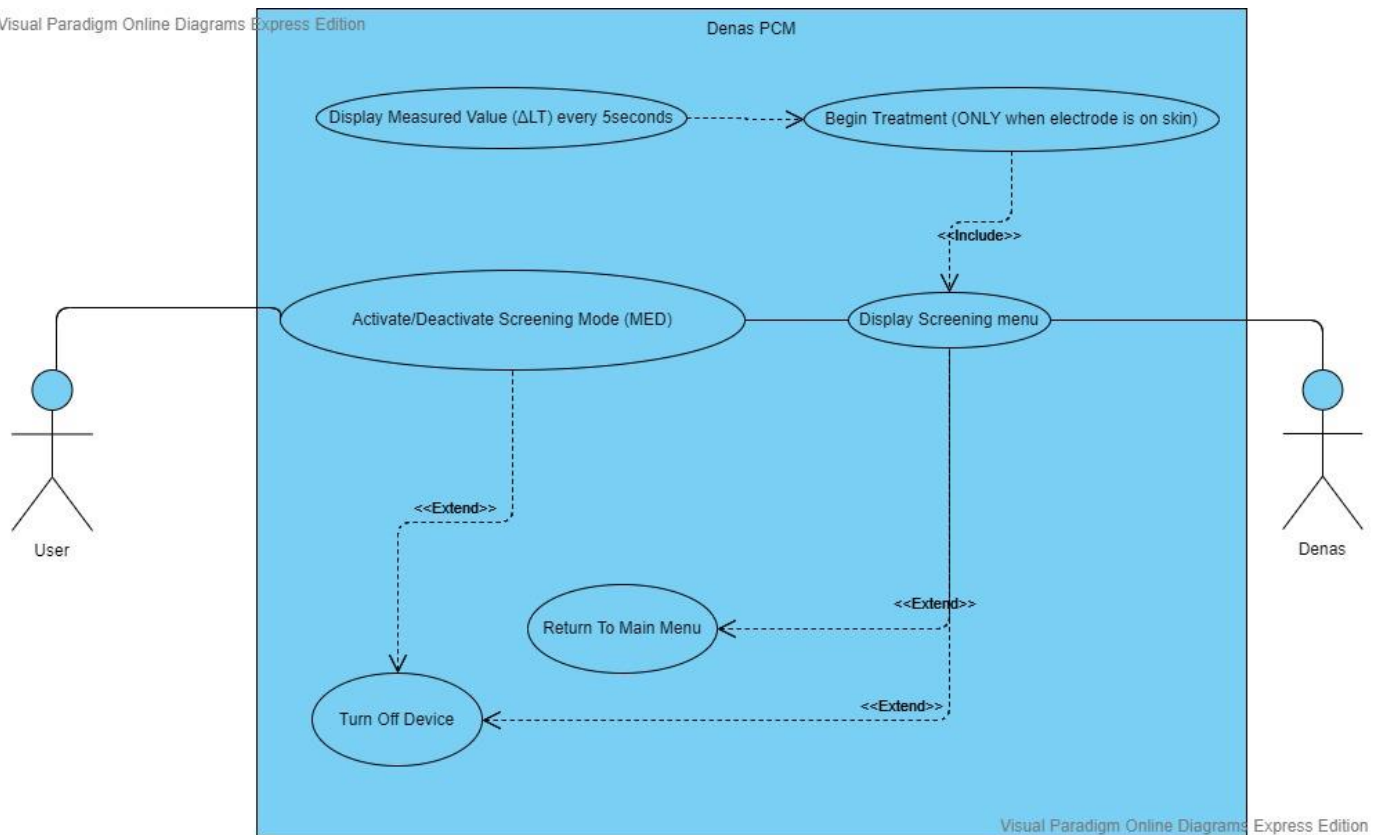 Visual Paradigm Online Diagrams Express Edition
Denas PCM
Display Measured Value (ΔLT) every 5seconds
Begin Treatment (ONLY when electrode is on skin)
<<Include>>
Activate/Deactivate Screening Mode (MED)
Display Screening menu
<<Extend>>
User
Denas
<<Extend>>
Return To Main Menu
<<Extend>>
Turn Off Device
Visual Paradigm Online Diagrams Express Edition